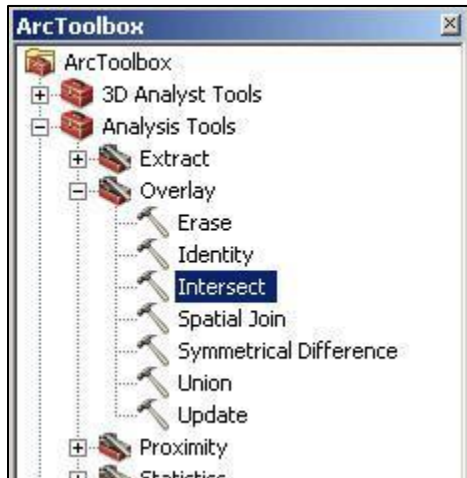 ArcToolbox
ArcToolbox
3D Analyst Tools
Analysis Tools
Extract
Overlay
Erase
Identity
Intersect
Spatial Join
Symmetrical Difference
Union
Update
Proximity
Statistics